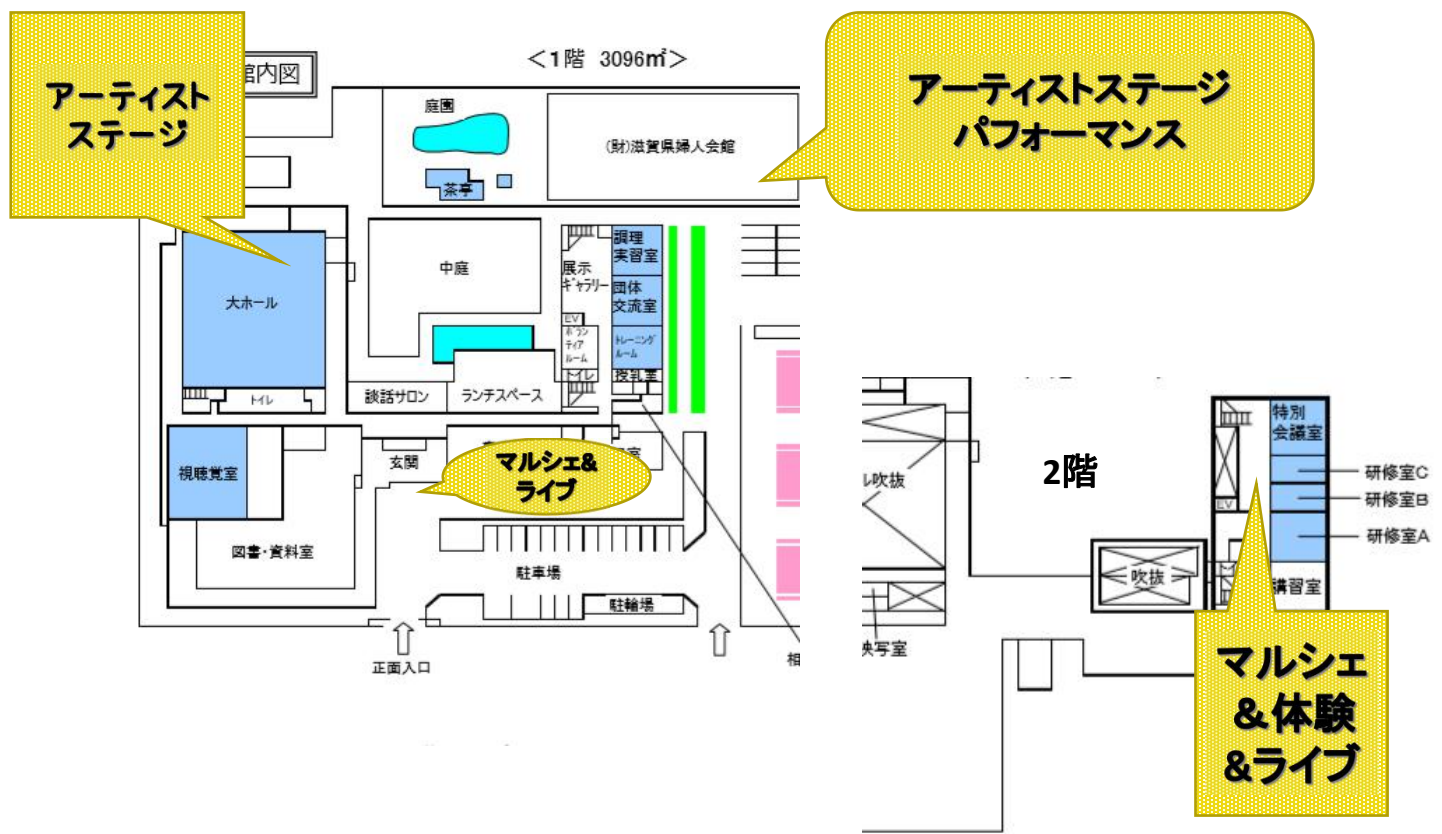 アーティスト
ステージ
館内図
＜1階 3096㎡＞
アーティストステージ
パフォーマンス
庭園
(財)滋賀県婦人会館
茶亭
調理
実習室
中庭
展示
ギャラリー
団体
交流室
大ホール
EV
ボラン
ティア
ルーム
トレーニング
ルーム
トイレ
授乳室
談話サロン
ランチスペース
トイレ
視聴覚室
玄関
マルシェ&
ライブ
室
図書・資料室
駐車場
駐輪場
正面入口
相
2階
特別
会議室
研修室C
ル吹抜
研修室B
EV
研修室A
吹抜
講習室
映写室
マルシェ
&体験
&ライブ